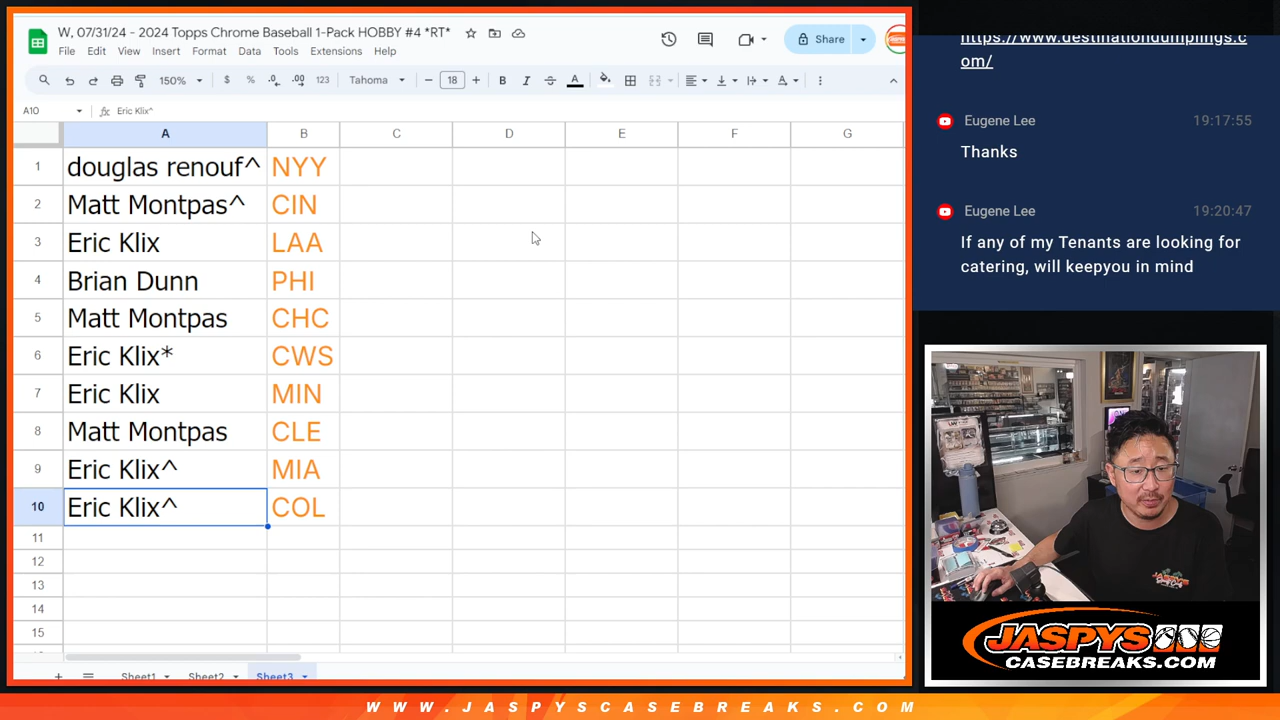 W, 07/31/24 - 2024 Topps Chrome Baseball 1-Pack HOBBY #4 *RT*
File Edit View Insert Format Data Tools Extensions Help
Share
150% $ % .0 .00 123 Tahoma - 18 + B I A
A10 fx Eric Klix^
A B C D E F G
1 douglas renouf^ NYY
2 Matt Montpas^ CIN
3 Eric Klix LAA
4 Brian Dunn PHI
5 Matt Montpas CHC
6 Eric Klix* CWS
7 Eric Klix MIN
8 Matt Montpas CLE
9 Eric Klix^ MIA
10 Eric Klix^ COL
11
12
13
14
15
+ Sheet1 Sheet2 Sheet3
https://www.destinationdumplings.c
om/
Eugene Lee 19:17:55
Thanks
Eugene Lee 19:20:47
If any of my Tenants are looking for
catering, will keepyou in mind
JASPYS
CASEBREAKS.COM
WWW.JASPYSCASEBREAKS.COM